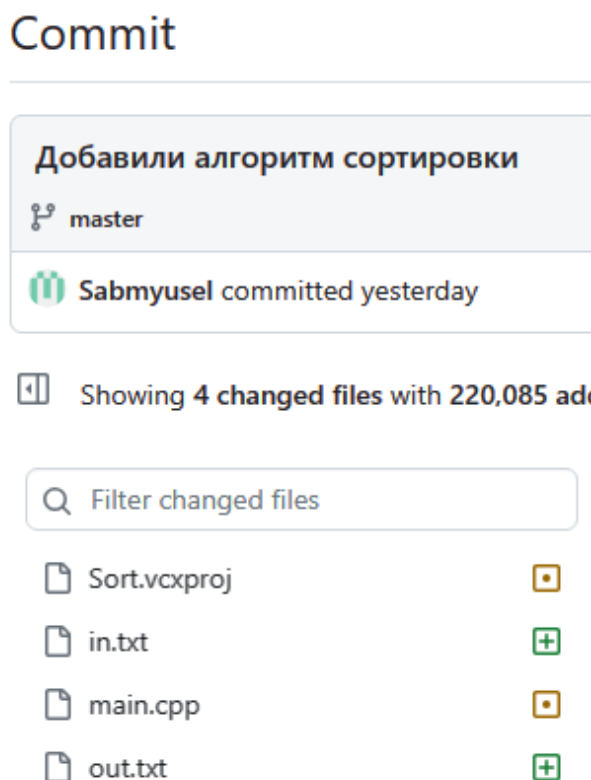 Commit
Добавили алгоритм сортировки
master
Sabmyusel committed yesterday
Showing 4 changed files with 220,085
Filter changed files
Sort.vcxproj
in.txt
main.cpp
out.txt